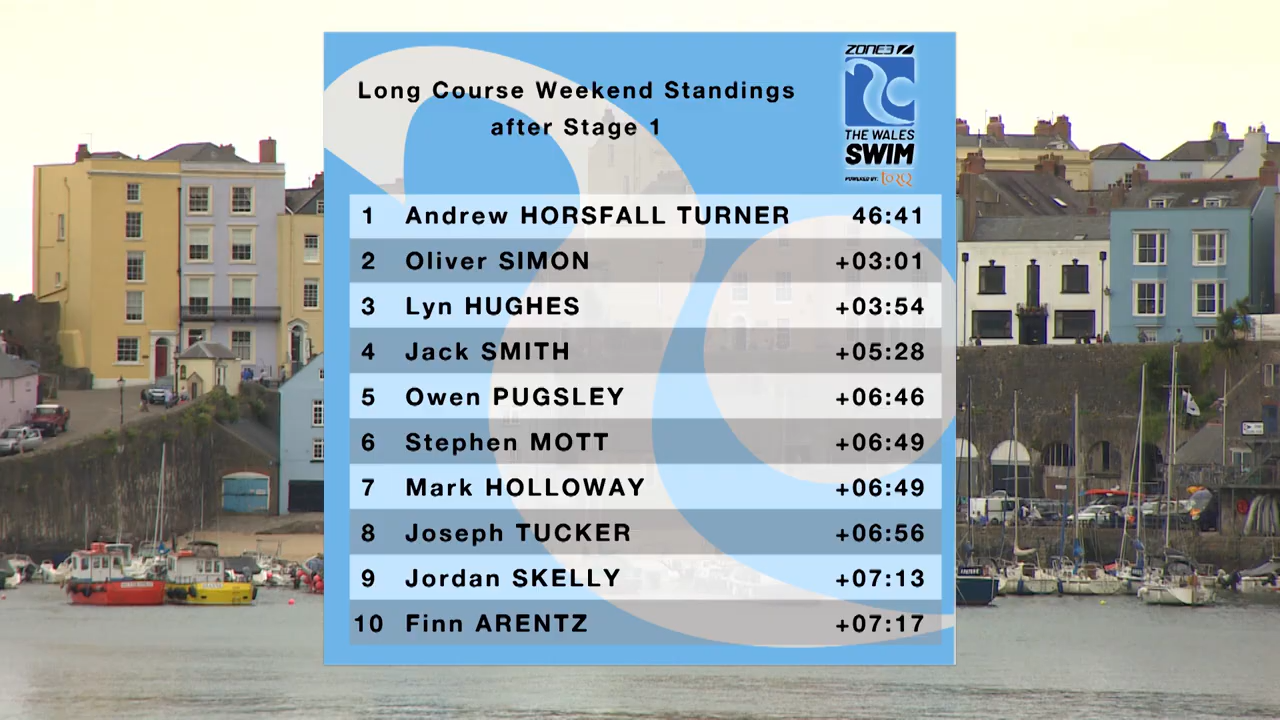 Long Course Weekend Standings
after Stage 1
ZONE3
THE WALES
SWIM
POWERED BY: TORQ
1 Andrew HORSFALL TURNER 46:41
2 Oliver SIMON +03:01
3 Lyn HUGHES +03:54
4 Jack SMITH +05:28
5 Owen PUGSLEY +06:46
6 Stephen MOTT +06:49
7 Mark HOLLOWAY +06:49
8 Joseph TUCKER +06:56
9 Jordan SKELLY +07:13
10 Finn ARENTZ +07:17